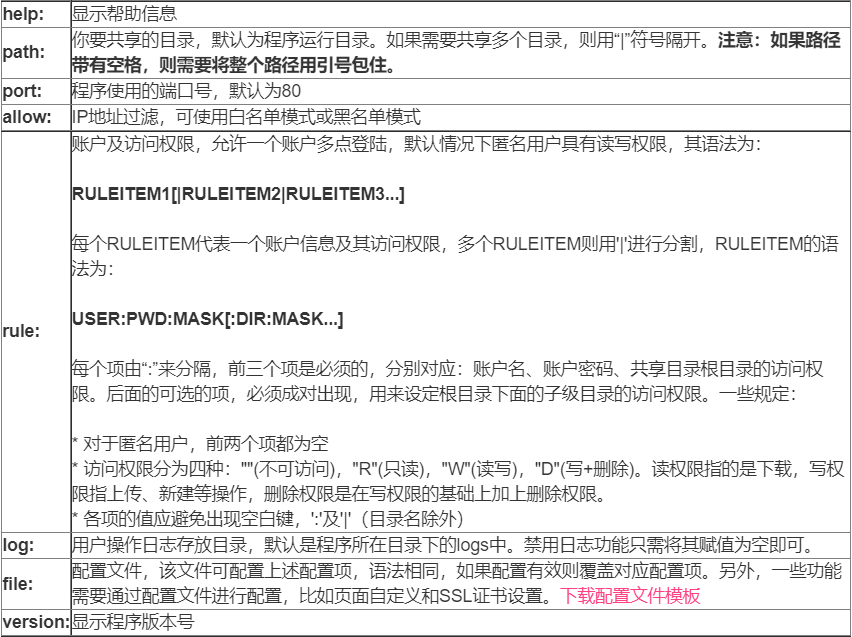 help: 显示帮助信息
path: 你要共享的目录，默认为程序运行目录。如果需要共享多个目录，则用“|”符号隔开。注意：如果路径
带有空格，则需要将整个路径用引号包住。
port: 程序使用的端口号，默认为80
allow: IP地址过滤，可使用白名单模式或黑名单模式
rule: 账户及访问权限，允许一个账户多点登陆，默认情况下匿名用户具有读写权限，其语法为：
RULEITEM1[|RULEITEM2|RULEITEM3...]
每个RULEITEM代表一个账户信息及其访问权限，多个RULEITEM则用'|'进行分割，RULEITEM的语
法为：
USER:PWD:MASK[:DIR:MASK...]
每个项由“:”来分隔，前三个项是必须的，分别对应：账户名、账户密码、共享目录根目录的访问权
限。后面的可选的项，必须成对出现，用来设定根目录下面的子级目录的访问权限。一些规定：
* 对于匿名用户，前两个项都为空
* 访问权限分为四种：""(不可访问)，"R"(只读)，"W"(读写)，"D"(写+删除)。读权限指的是下载，写权
限指上传、新建等操作，删除权限是在写权限的基础上加上删除权限。
* 各项的值应避免出现空白键，':'及'|'（目录名除外）
log: 用户操作日志存放目录，默认是程序所在目录下的logs中。禁用日志功能只需将其赋值为空即可。
file: 配置文件，该文件可配置上述配置项，语法相同，如果配置有效则覆盖对应配置项。另外，一些功能
需要通过配置文件进行配置，比如页面自定义和SSL证书设置。下载配置文件模板
version: 显示程序版本号